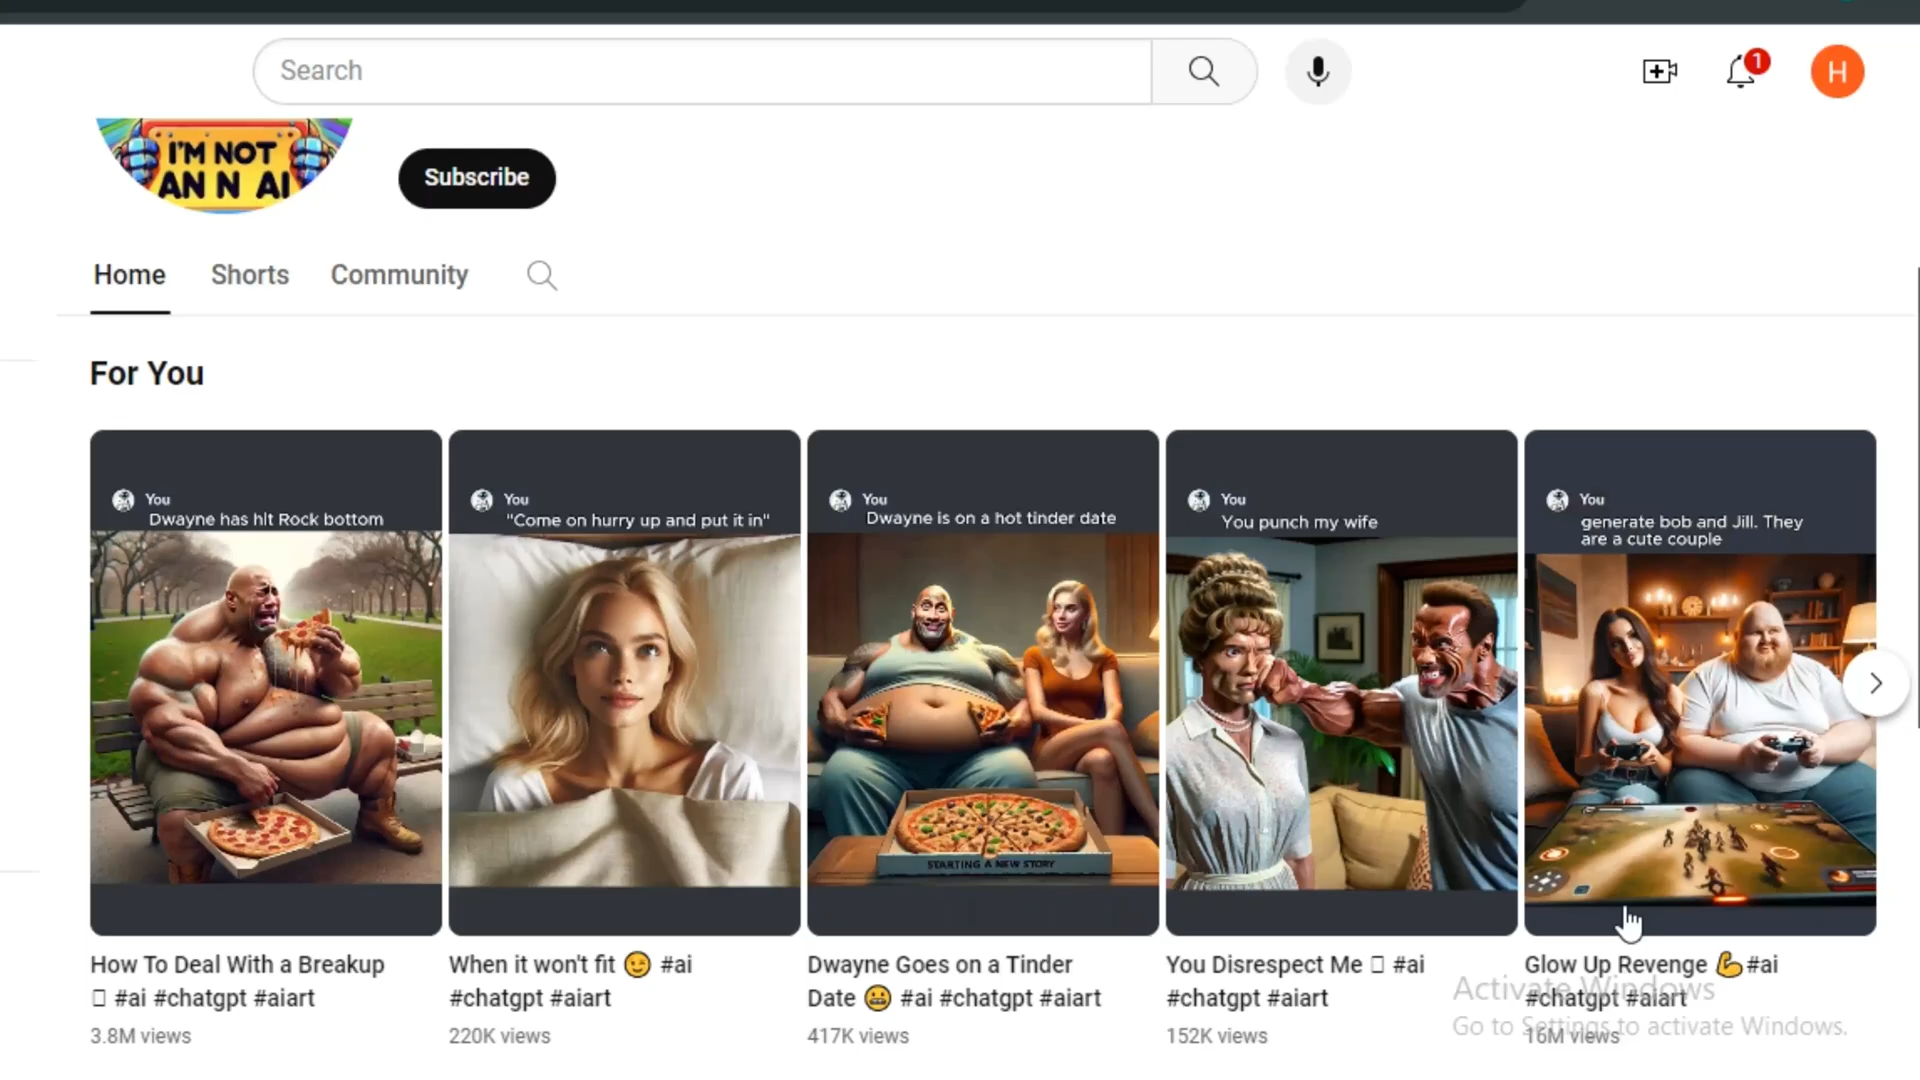 Search
1
H
I'M NOT
AN N AI
Subscribe
Home Shorts Community
For You
You
Dwayne has hit Rock bottom
You
"Come on hurry up and put it in"
You
Dwayne is on a hot tinder date
You
You punch my wife
You
generate bob and Jill. They
are a cute couple
STARTING A NEW STORY
How To Deal With a Breakup
#ai #chatgpt #aiart
3.8M views
When it won't fit 😉 #ai
#chatgpt #aiart
220K views
Dwayne Goes on a Tinder
Date 😬 #ai #chatgpt #aiart
417K views
You Disrespect Me #ai
#chatgpt #aiart
152K views
Glow Up Revenge 💪#ai
#chatgpt #aiart
16M views
Activate Windows
Go to Settings to activate Windows.